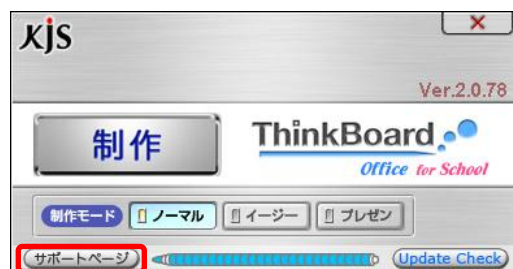 KJS
Ver.2.0.78
制作
ThinkBoard
Office for School
制作モード ノーマル イージー プレゼン
サポートページ Update Check